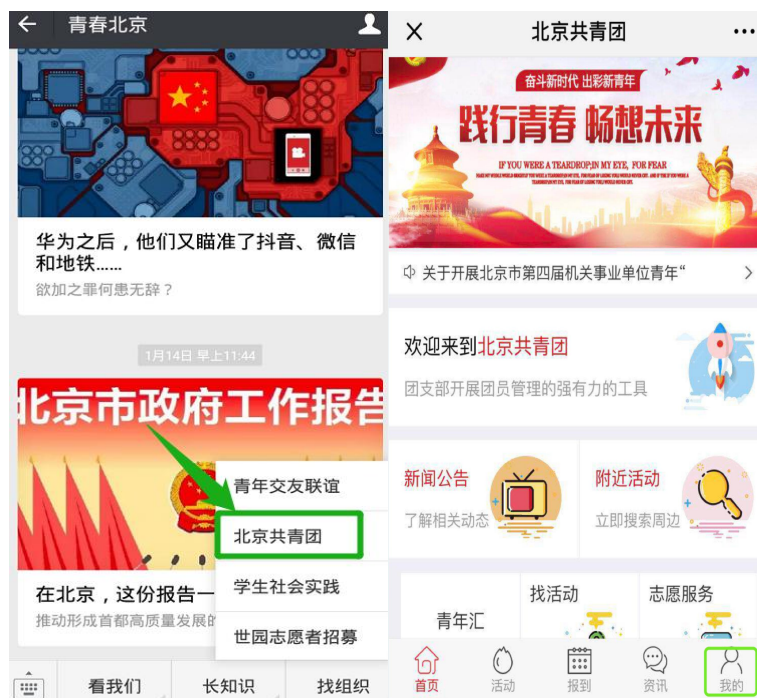 青春北京
华为之后，他们又瞄准了抖音、微信
和地铁......
欲加之罪何患无辞？
1月14日 早上11:44
北京市政府工作报告
青年交友联谊
北京共青团
学生社会实践
世园志愿者招募
在北京，这份报告一
推动形成首都高质量发展的
看我们
长知识
找组织
北京共青团
奋斗新时代 出彩新青年
践行青春 畅想未来
IF YOU WERE A TEARDROP;IN MY EYE, FOR FEAR
关于开展北京市第四届机关事业单位青年“
欢迎来到北京共青团
团支部开展团员管理的强有力的工具
新闻公告
了解相关动态
附近活动
立即搜索周边
青年汇
找活动
志愿服务
首页
活动
报到
资讯
我的